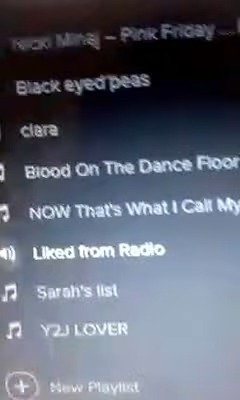 Nicki Minaj – Pink Friday ...
Black eyed peas
ciara
Blood On The Dance Floor
NOW That's What I Call My
Liked from Radio
Sarah's list
Y2J LOVER
New Playlist